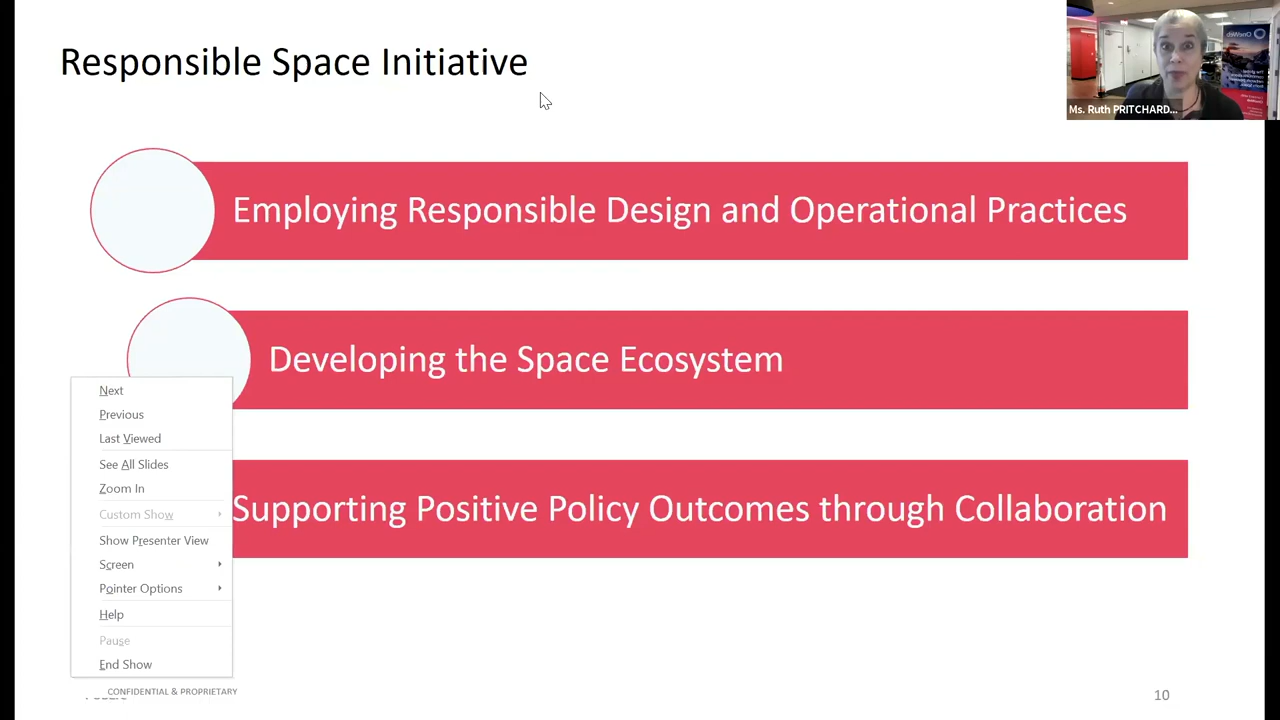 Responsible Space Initiative
OneWeb
Ms. Ruth PRITCHARD...
Employing Responsible Design and Operational Practices
Developing the Space Ecosystem
Next
Previous
Last Viewed
See All Slides
Zoom In
Custom Show
Show Presenter View
Screen
Pointer Options
Help
Pause
End Show
Supporting Positive Policy Outcomes through Collaboration
CONFIDENTIAL & PROPRIETARY
10